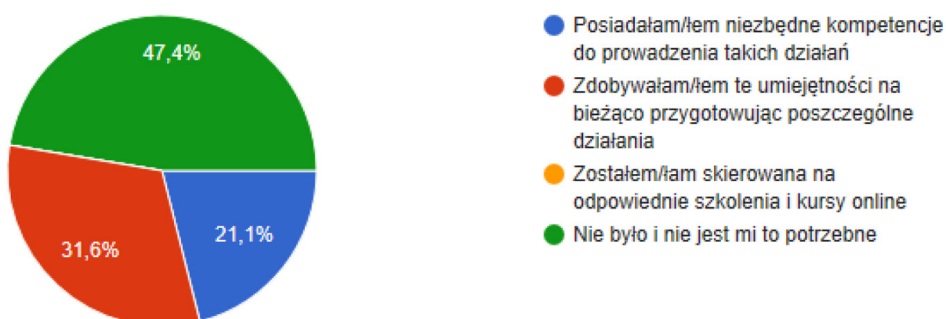 47,4%
31,6%
21,1%
Posiadałam/łem niezbędne kompetencje
do prowadzenia takich działań
Zdobywałam/łem te umiejętności na
bieżąco przygotowując poszczególne
działania
Zostałem/łam skierowana na
odpowiednie szkolenia i kursy online
Nie było i nie jest mi to potrzebne